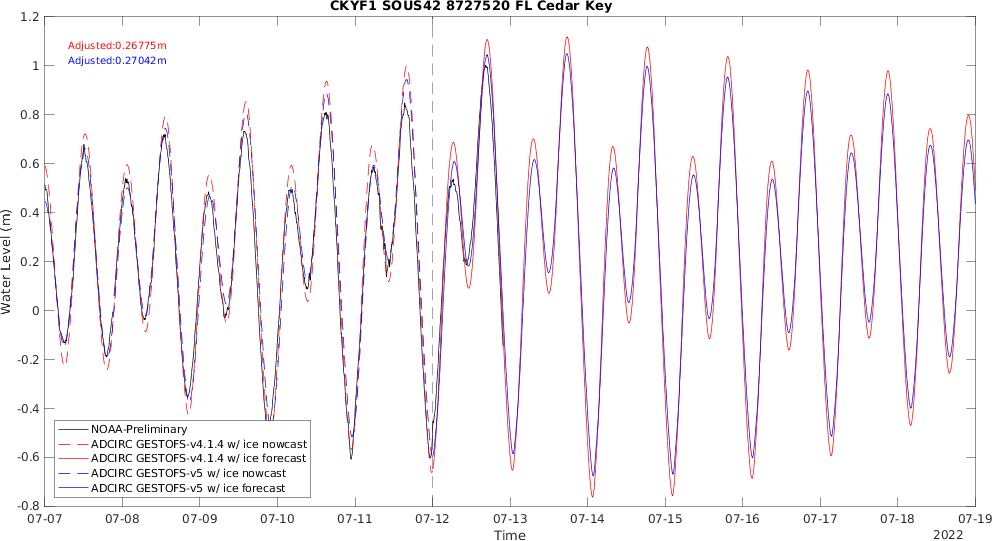 CKYF1 SOUS42 8727520 FL Cedar Key
1.2
1
0.8
0.6
0.4
0.2
0
-0.2
-0.4
-0.6
-0.8
Water Level (m)
Adjusted:0.26775m
Adjusted:0.27042m
NOAA-Preliminary
ADCIRC GESTOFS-v4.1.4 w/ ice nowcast
ADCIRC GESTOFS-v4.1.4 w/ ice forecast
ADCIRC GESTOFS-v5 w/ ice nowcast
ADCIRC GESTOFS-v5 w/ ice forecast
07-07 07-08 07-09 07-10 07-11 07-12 07-13 07-14 07-15 07-16 07-17 07-18 07-19
Time
2022